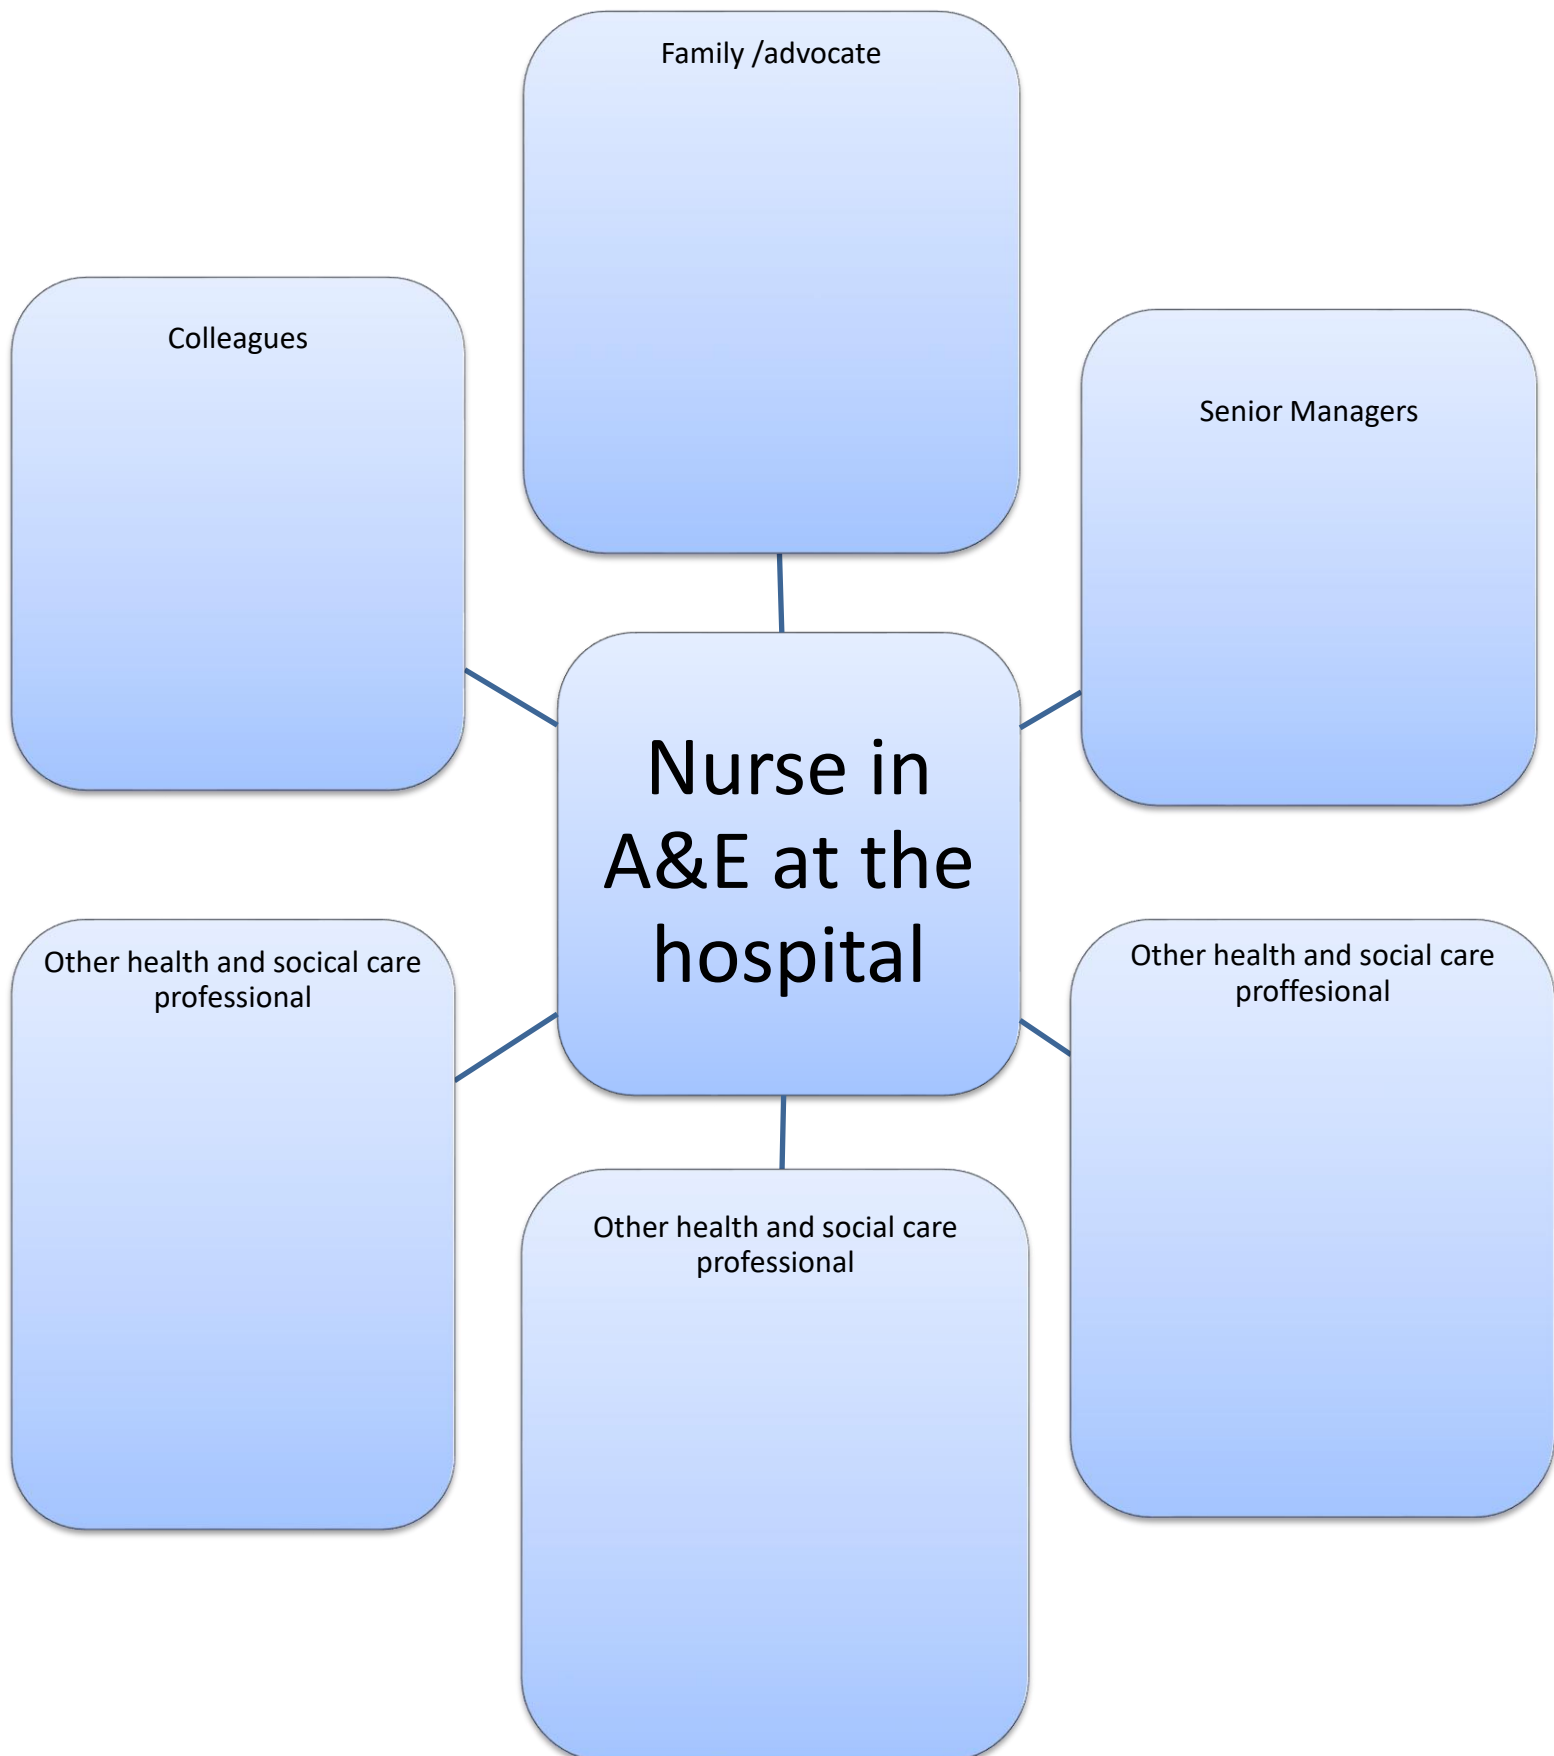 Family /advocate
Colleagues
Senior Managers
Nurse in
A&E at the
hospital
Other health and socical care
professional
Other health and social care
proffesional
Other health and social care
professional